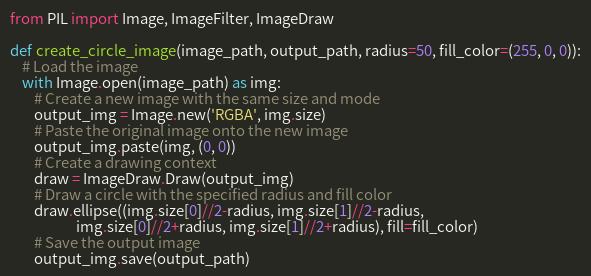 from PIL import Image, ImageFilter, ImageDraw

def create_circle_image(image_path, output_path, radius=50, fill_color=(255, 0, 0)):
    # Load the image
    with Image.open(image_path) as img:
        # Create a new image with the same size and mode
        output_img = Image.new('RGBA', img.size)
        # Paste the original image onto the new image
        output_img.paste(img, (0, 0))
        # Create a drawing context
        draw = ImageDraw.Draw(output_img)
        # Draw a circle with the specified radius and fill color
        draw.ellipse((img.size[0]//2-radius, img.size[1]//2-radius,
                      img.size[0]//2+radius, img.size[1]//2+radius), fill=fill_color)
        # Save the output image
        output_img.save(output_path)